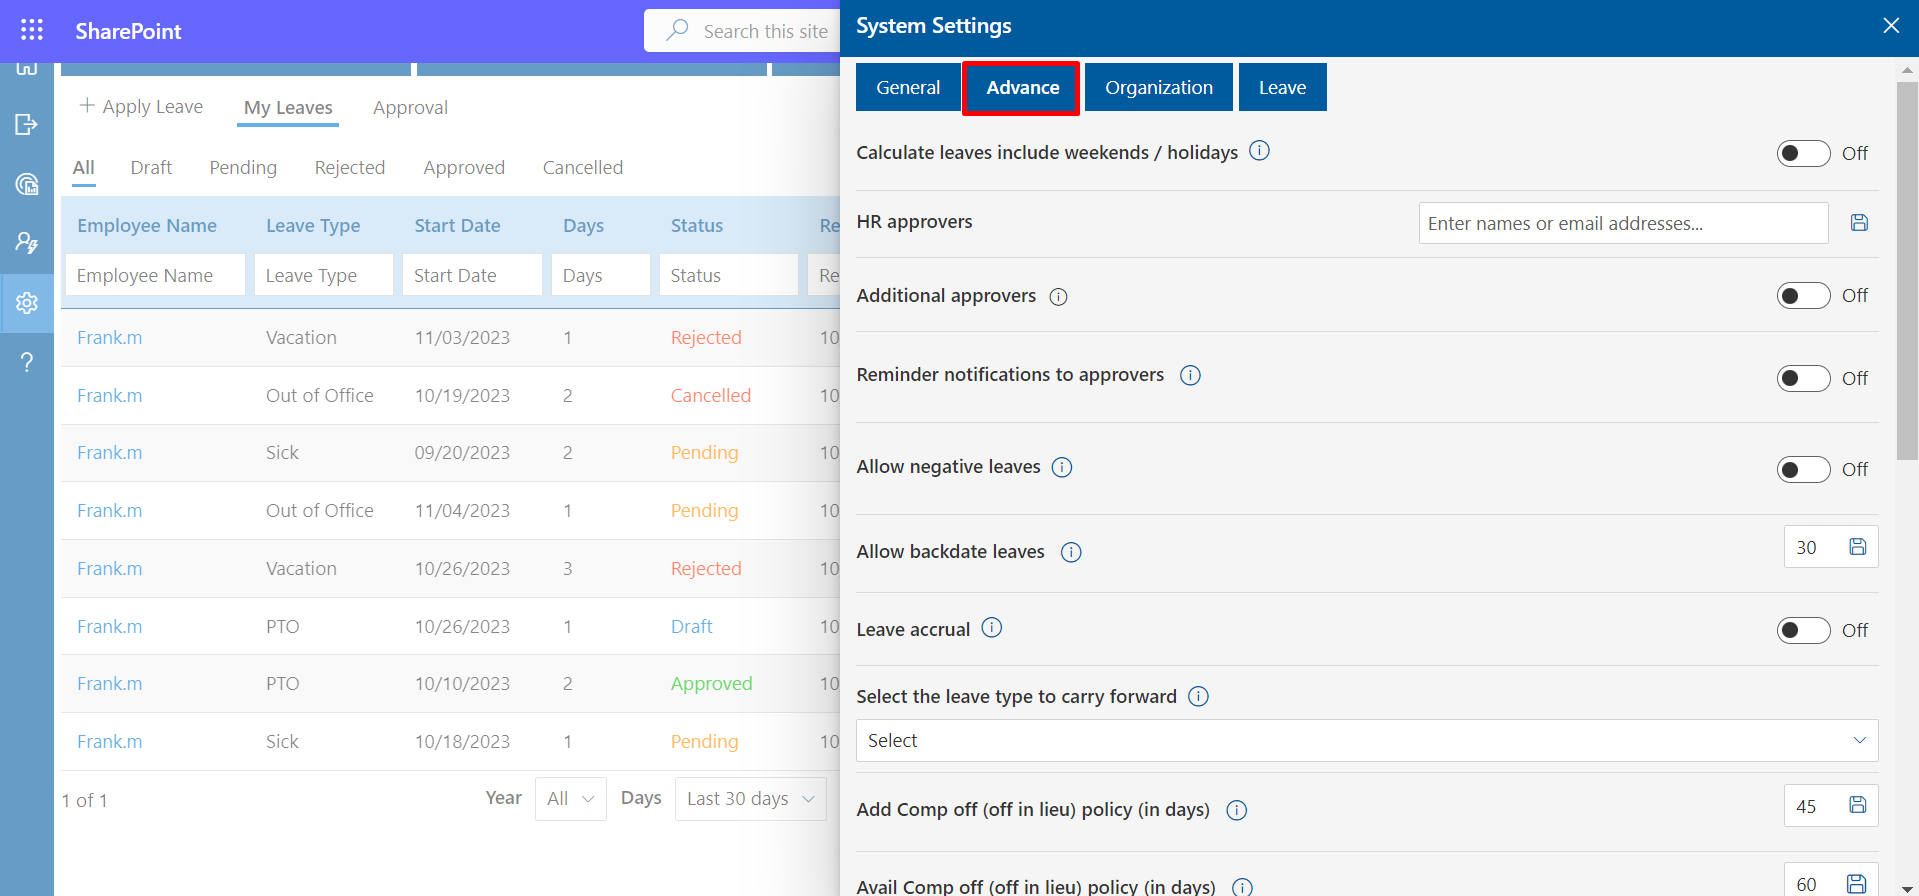 SharePoint
Search this site
System Settings
General
Advance
Organization
Leave
Apply Leave
My Leaves
Approval
All
Draft
Pending
Rejected
Approved
Cancelled
Employee Name Leave Type Start Date Days Status Re
Employee Name Leave Type Start Date Days Status Re
Frank.m Vacation 11/03/2023 1 Rejected 10
Frank.m Out of Office 10/19/2023 2 Cancelled 10
Frank.m Sick 09/20/2023 2 Pending 10
Frank.m Out of Office 11/04/2023 1 Pending 10
Frank.m Vacation 10/26/2023 3 Rejected 10
Frank.m PTO 10/26/2023 1 Draft 10
Frank.m PTO 10/10/2023 2 Approved 10
Frank.m Sick 10/18/2023 1 Pending 10
1 of 1
Year All Days Last 30 days
Calculate leaves include weekends / holidays Off
HR approvers Enter names or email addresses...
Additional approvers Off
Reminder notifications to approvers Off
Allow negative leaves Off
Allow backdate leaves 30
Leave accrual Off
Select the leave type to carry forward
Select
Add Comp off (off in lieu) policy (in days) 45
Avail Comp off (off in lieu) policy (in days) 60